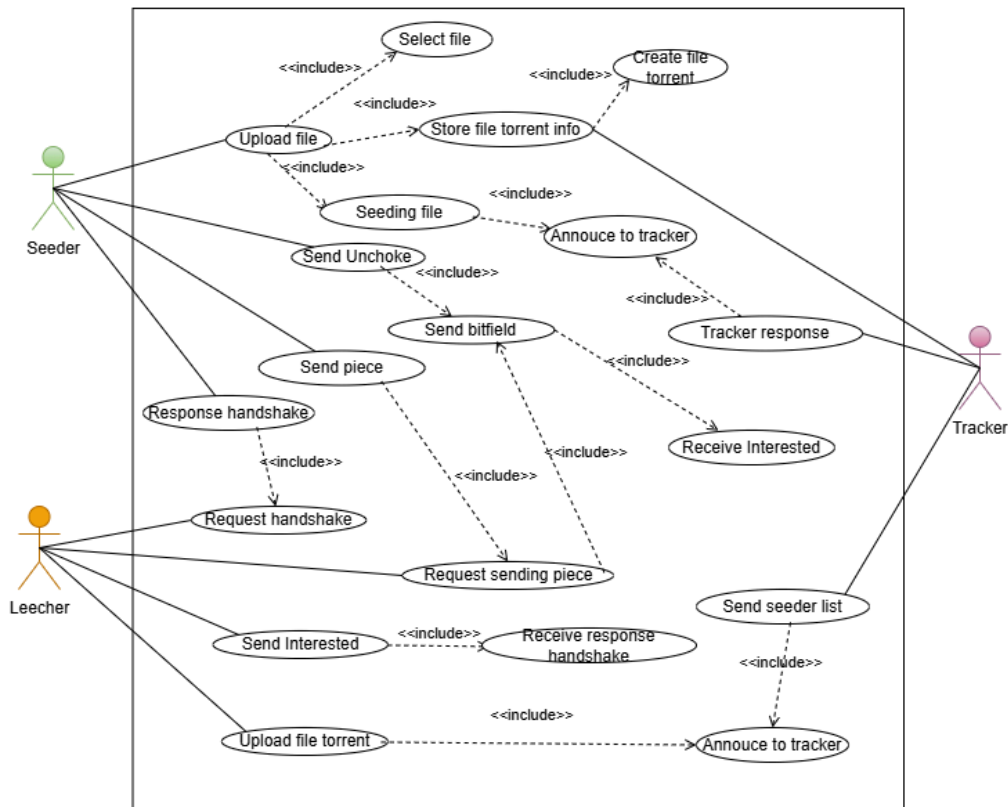 Select file
<<include>>
Create file
torrent
<<include>>
<<include>>
Upload file
Store file torrent info
<<include>>
Seeder
Seeding file
<<include>>
Annouce to tracker
Send Unchoke
<<include>>
<<include>>
Send bitfield
Tracker response
<<include>>
Send piece
Response handshake
Tracker
<<include>>
<<include>>
Receive Interested
<<include>>
Request handshake
Leecher
Request sending piece
Send seeder list
Send Interested
<<include>>
Receive response
handshake
<<include>>
<<include>>
Upload file torrent
Annouce to tracker